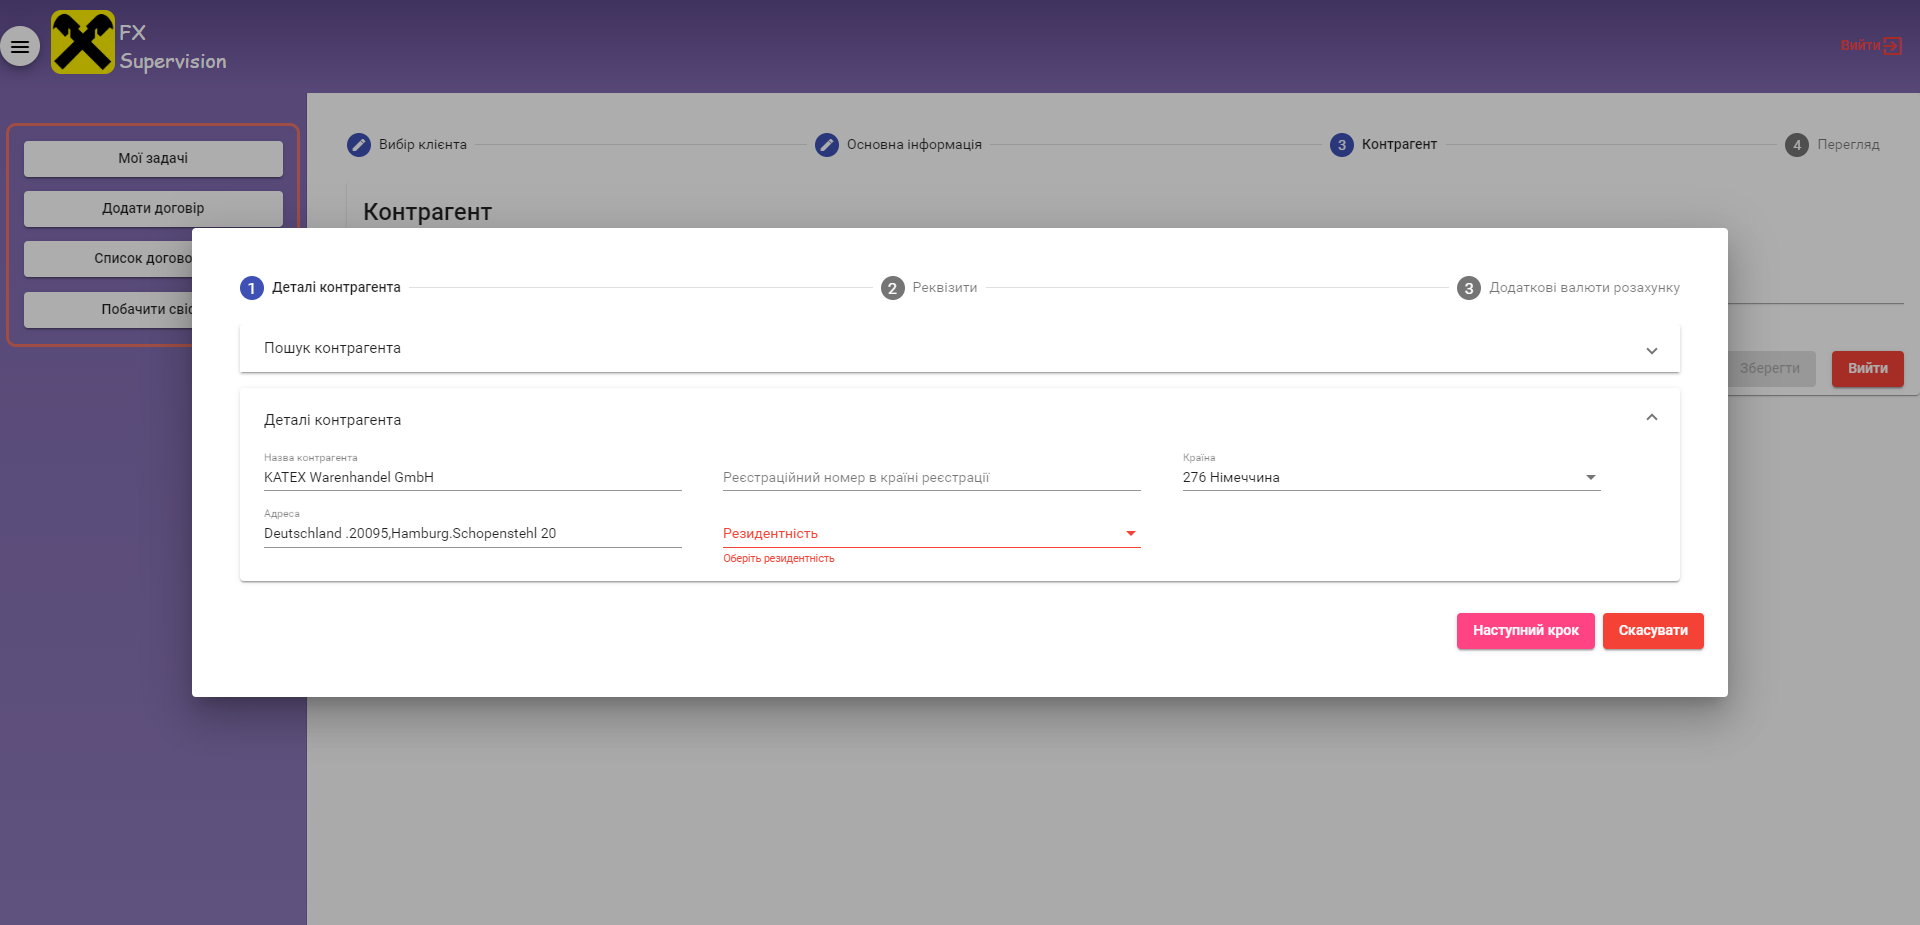 FX
Supervision
Вийти
Мої задачі
Додати договір
Список догово
Побачити свіс
Вибір клієнта
Основна інформація
3 Контрагент
4 Перегляд
Контрагент
1 Деталі контрагента
2 Реквізити
3 Додаткові валюти розахунку
Пошук контрагента
Деталі контрагента
Назва контрагента
KATEX Warenhandel GmbH
Реєстраційний номер в країні реєстрації
Країна
276 Німеччина
Адреса
Deutschland .20095,Hamburg.Schopenstehl 20
Резидентність
Оберіть резидентність
Наступний крок
Скасувати
Зберегти
Вийти